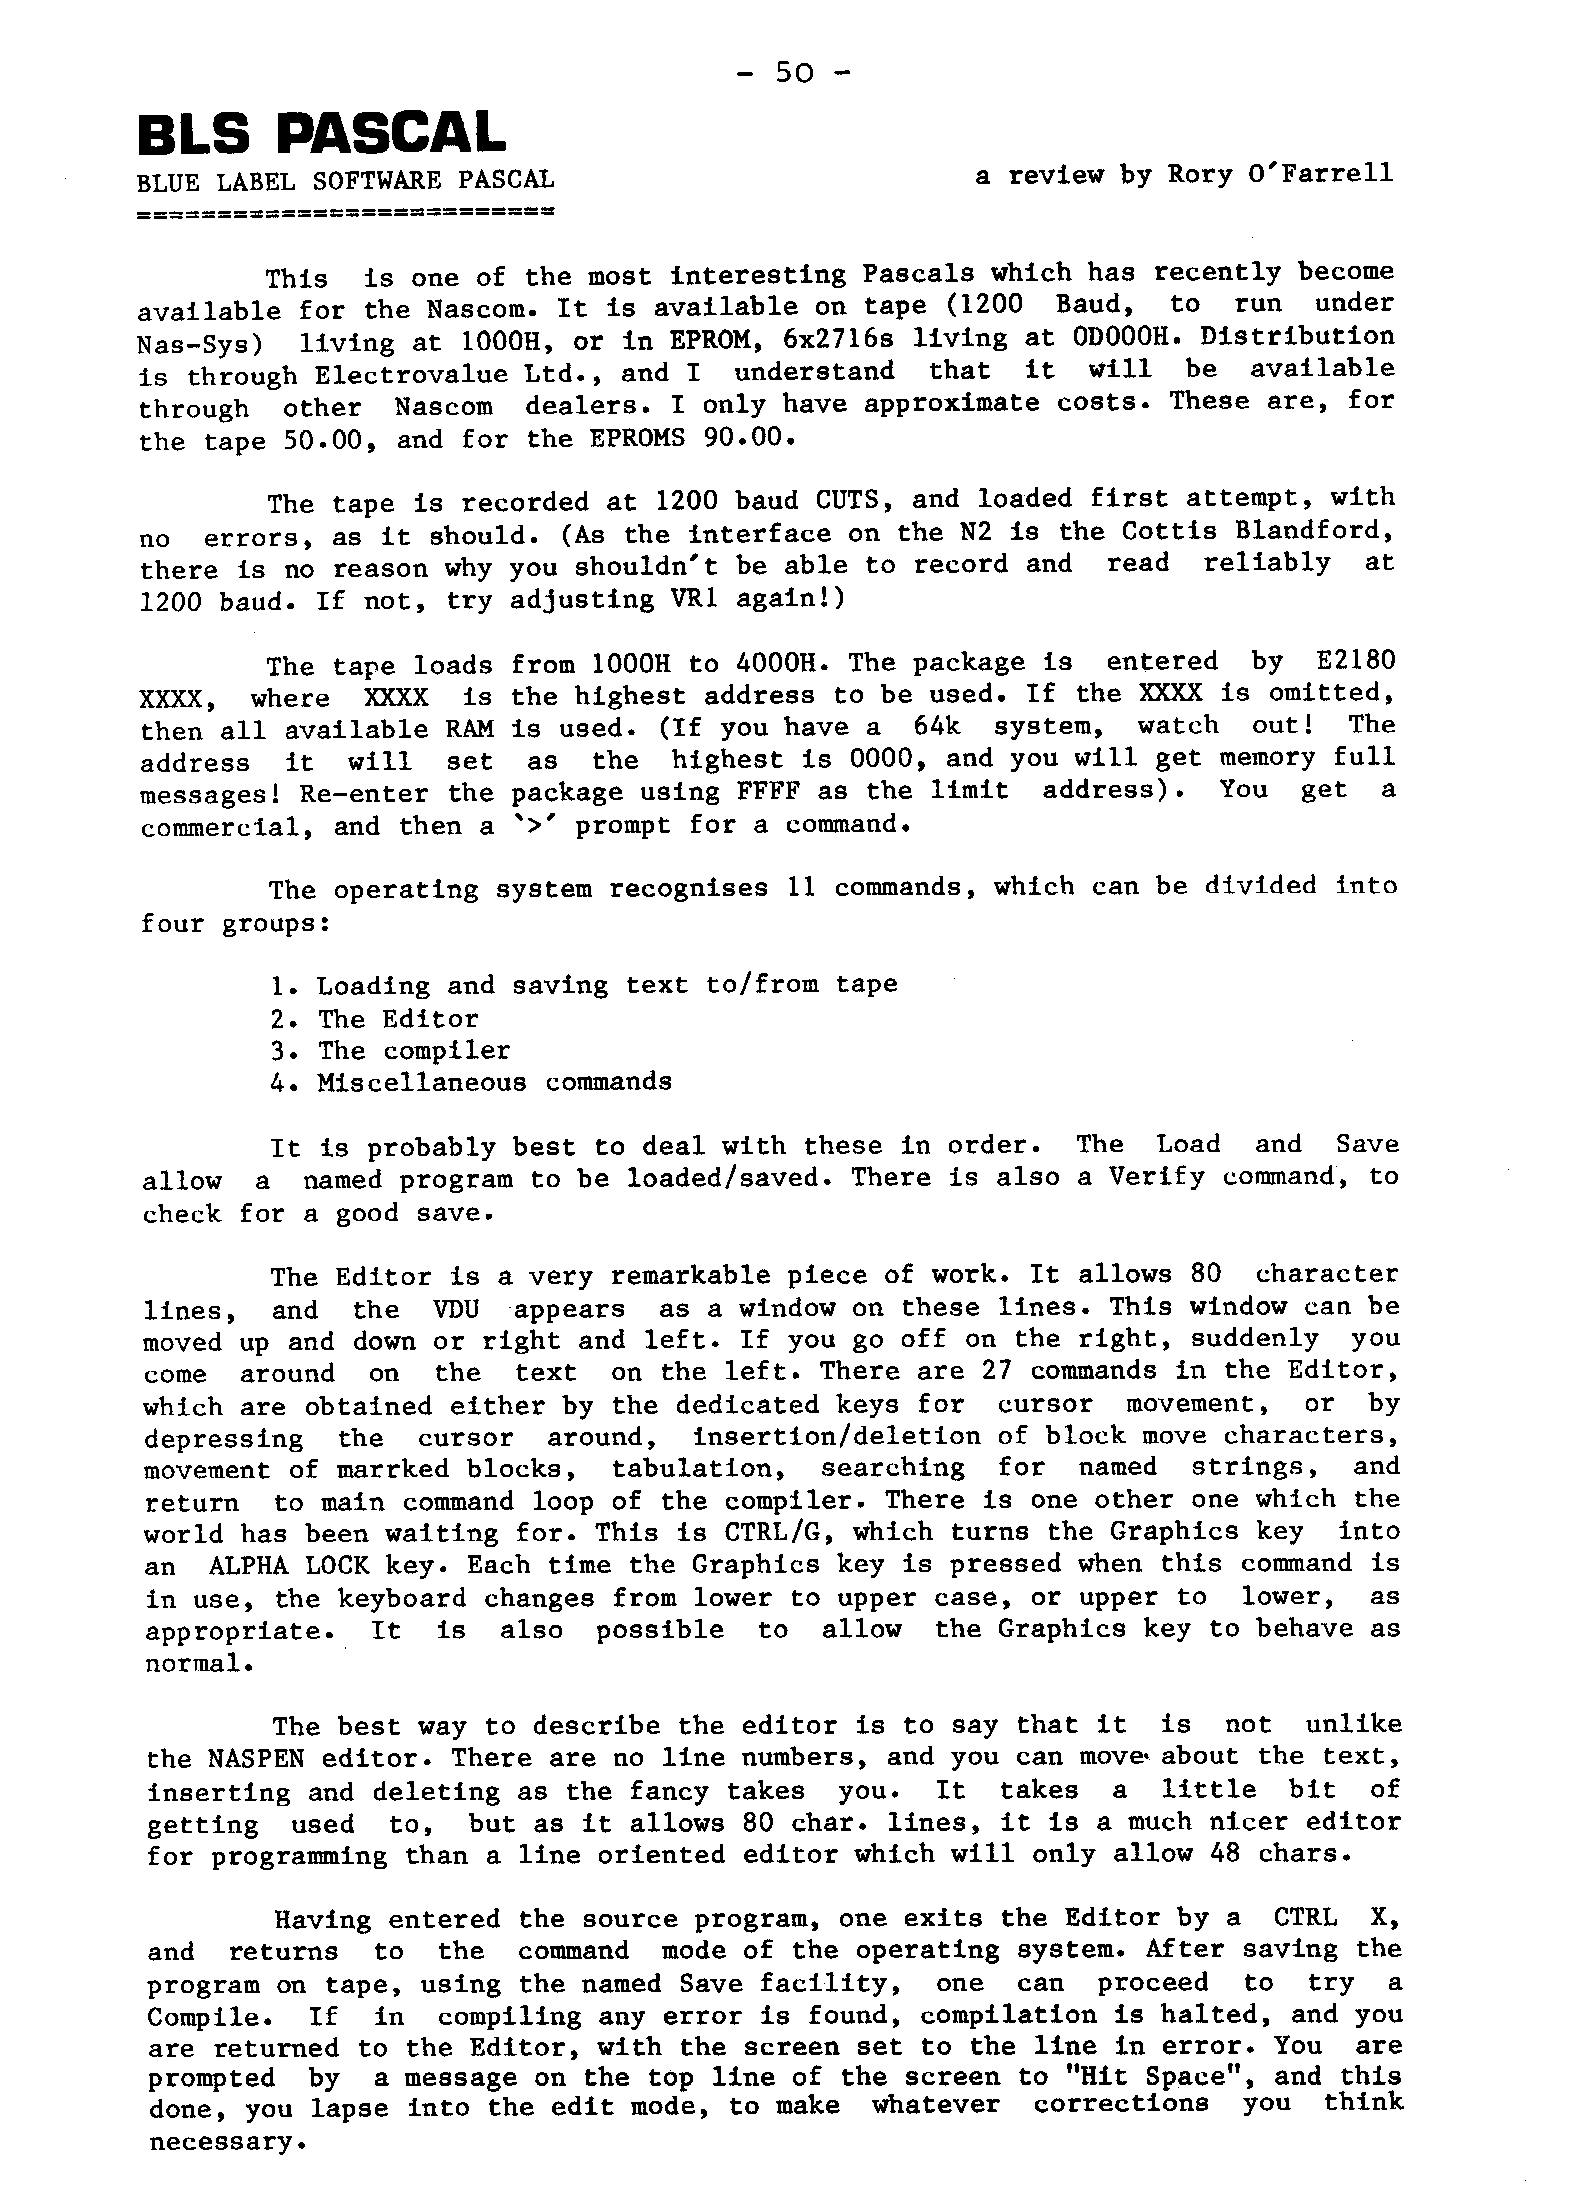 - 50 -
BLS PASCAL
BLUE LABEL SOFTWARE PASCAL
a review by Rory O'Farrell
==========================
This is one of the most interesting Pascals which has recently become
available for the Nascom. It is available on tape (1200 Baud, to run under
Nas-Sys) living at 1000H, or in EPROM, 6x2716s living at 0D000H. Distribution
is through Electrovalue Ltd., and I understand that it will be available
through other Nascom dealers. I only have approximate costs. These are, for
the tape 50.00, and for the EPROMS 90.00.
The tape is recorded at 1200 baud CUTS, and loaded first attempt, with
no errors, as it should. (As the interface on the N2 is the Cottis Blandford,
there is no reason why you shouldn't be able to record and read reliably at
1200 baud. If not, try adjusting VR1 again!)
The tape loads from 1000H to 4000H. The package is entered by E2180
XXXX, where XXXX is the highest address to be used. If the XXXX is omitted,
then all available RAM is used. (If you have a 64k system, watch out! The
address it will set as the highest is 0000, and you will get memory full
messages! Re-enter the package using FFFF as the limit address). You get a
commercial, and then a `>' prompt for a command.
The operating system recognises 11 commands, which can be divided into
four groups:
1. Loading and saving text to/from tape
2. The Editor
3. The compiler
4. Miscellaneous commands
It is probably best to deal with these in order. The Load and Save
allow a named program to be loaded/saved. There is also a Verify command, to
check for a good save.
The Editor is a very remarkable piece of work. It allows 80 character
lines, and the VDU appears as a window on these lines. This window can be
moved up and down or right and left. If you go off on the right, suddenly you
come around on the text on the left. There are 27 commands in the Editor,
which are obtained either by the dedicated keys for cursor movement, or by
depressing the cursor around, insertion/deletion of block move characters,
movement of marrked blocks, tabulation, searching for named strings, and
return to main command loop of the compiler. There is one other one which the
world has been waiting for. This is CTRL/G, which turns the Graphics key into
an ALPHA LOCK key. Each time the Graphics key is pressed when this command is
in use, the keyboard changes from lower to upper case, or upper to lower, as
appropriate. It is also possible to allow the Graphics key to behave as
normal.
The best way to describe the editor is to say that it is not unlike
the NASPEN editor. There are no line numbers, and you can move about the text,
inserting and deleting as the fancy takes you. It takes a little bit of
getting used to, but as it allows 80 char. lines, it is a much nicer editor
for programming than a line oriented editor which will only allow 48 chars.
Having entered the source program, one exits the Editor by a CTRL X,
and returns to the command mode of the operating system. After saving the
program on tape, using the named Save facility, one can proceed to try a
Compile. If in compiling any error is found, compilation is halted, and you
are returned to the Editor, with the screen set to the line in error. You are
prompted by a message on the top line of the screen to "Hit Space", and this
done, you lapse into the edit mode, to make whatever corrections you think
necessary.